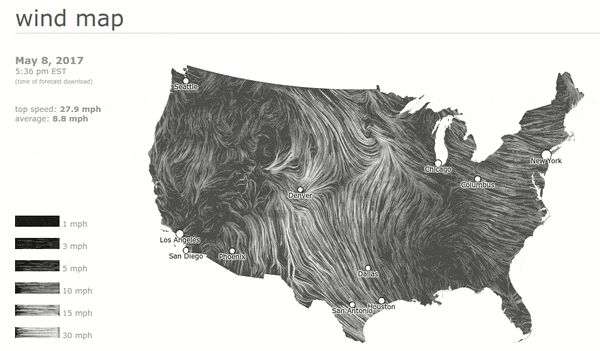 wind map
May 8, 2017
5:36 pm EST
(time of forecast download)
top speed: 27.9 mph
average: 8.8 mph
Seattle
New York
Chicago
Columbus
Denver
Los Angeles
San Diego
Phoenix
Dallas
Houston
San Antonio
1 mph
3 mph
5 mph
10 mph
15 mph
30 mph